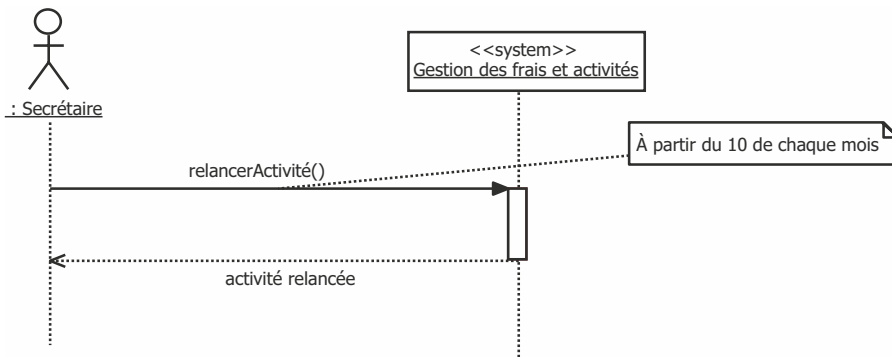 <<system>>
Gestion des frais et activités
: Secrétaire
À partir du 10 de chaque mois
relancerActivité()
activité relancée